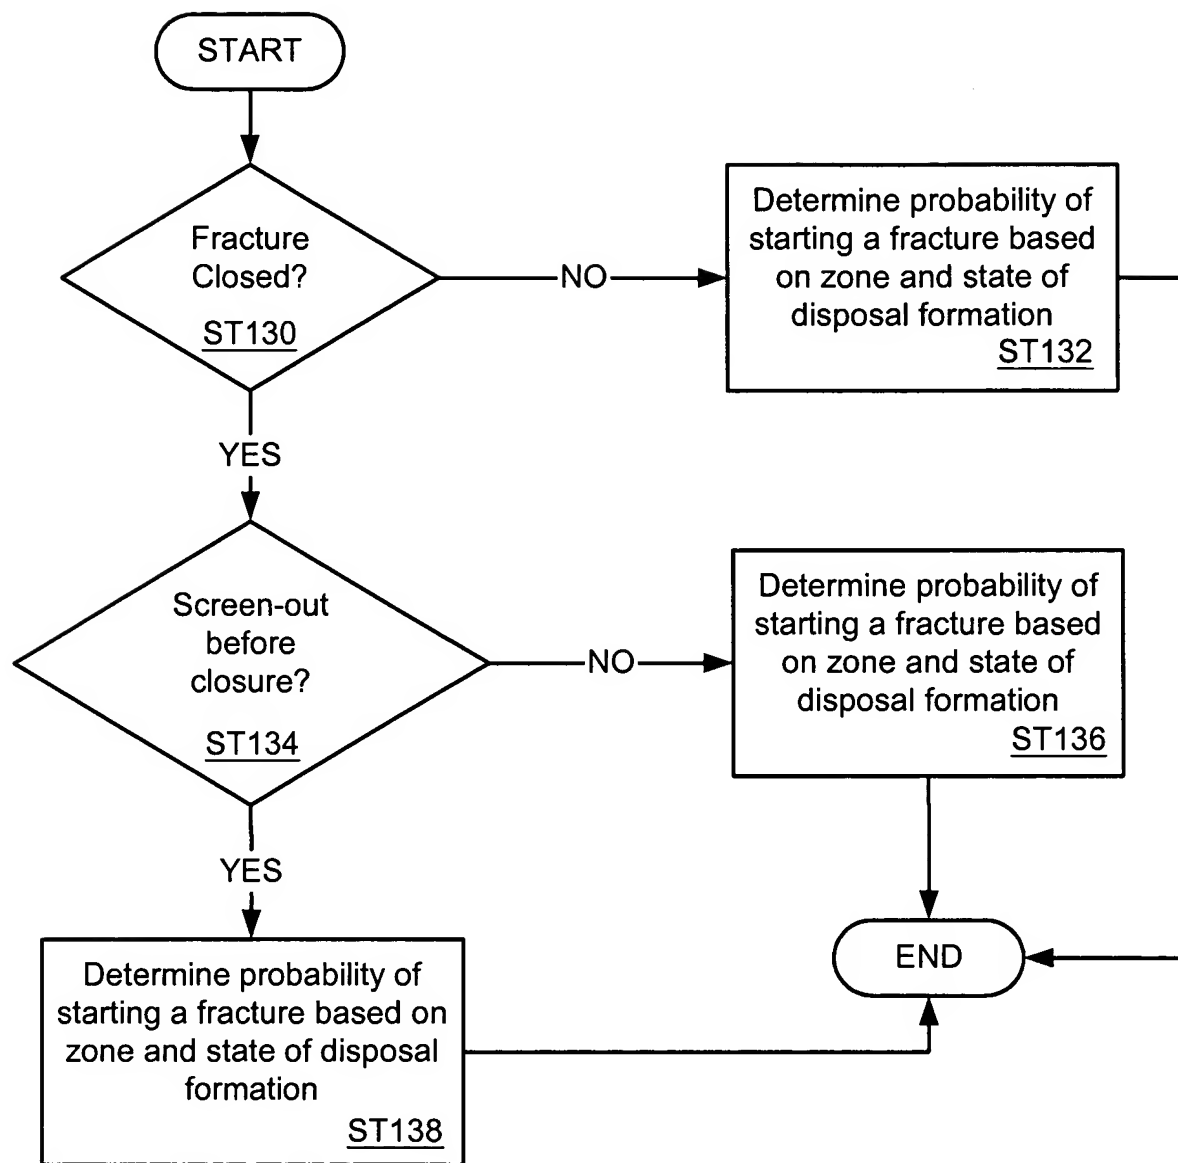 START
Fracture
Closed?
ST130
NO
Determine probability of
starting a fracture based
on zone and state of
disposal formation
ST132
YES
Screen-out
before
closure?
ST134
NO
Determine probability of
starting a fracture based
on zone and state of
disposal formation
ST136
YES
Determine probability of
starting a fracture based on
zone and state of disposal
formation
ST138
END